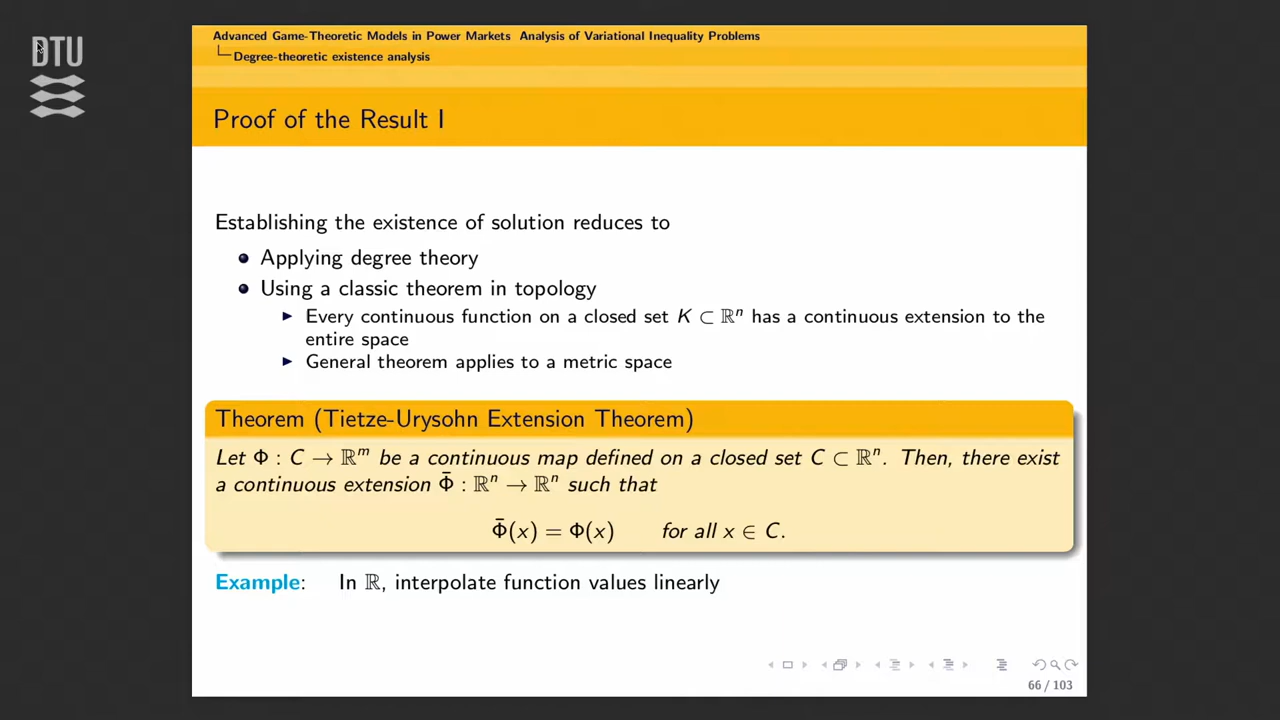 DTU
Advanced Game-Theoretic Models in Power Markets Analysis of Variational Inequality Problems
Degree-theoretic existence analysis
Proof of the Result I
Establishing the existence of solution reduces to
Applying degree theory
Using a classic theorem in topology
Every continuous function on a closed set K ⊂ ℝⁿ has a continuous extension to the
entire space
General theorem applies to a metric space
Theorem (Tietze-Urysohn Extension Theorem)
Let Φ : C → ℝᵐ be a continuous map defined on a closed set C ⊂ ℝⁿ. Then, there exist
a continuous extension Φ̄ : ℝⁿ → ℝⁿ such that
Φ̄(x) = Φ(x) for all x ∈ C.
Example: In ℝ, interpolate function values linearly
66 / 103